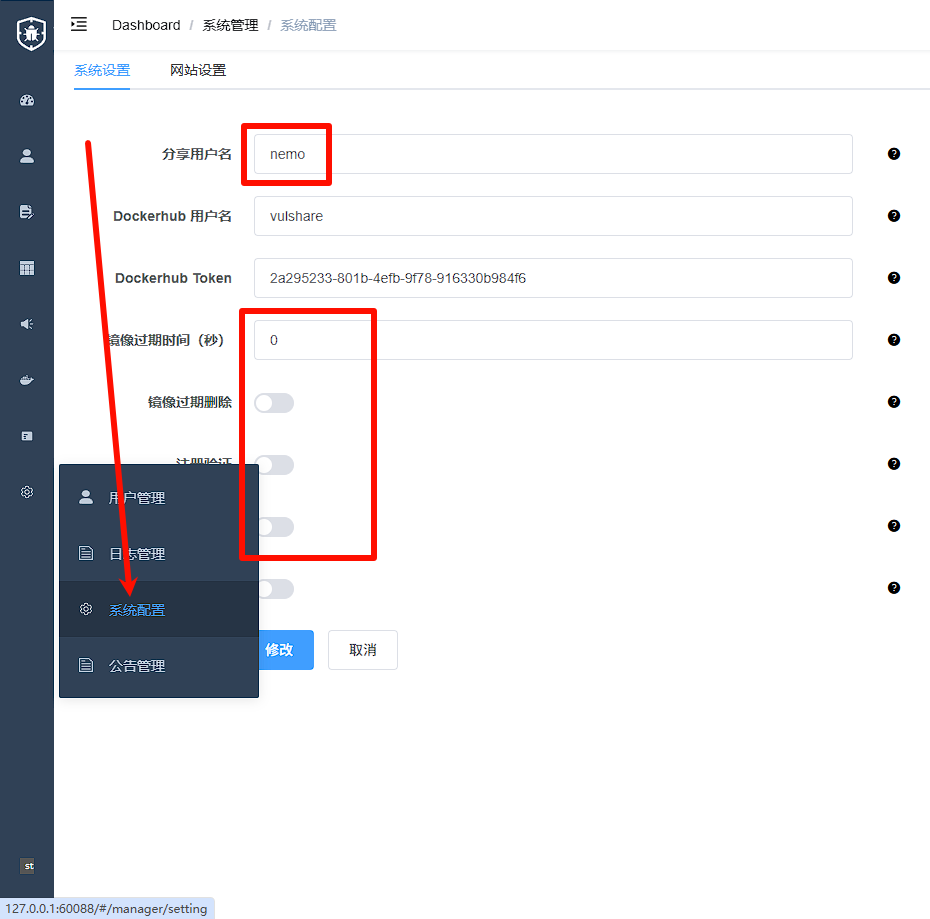 Dashboard / 系统管理 / 系统配置
系统设置 网站设置
分享用户名 nemo
Dockerhub 用户名 vulshare
Dockerhub Token 2a295233-801b-4efb-9f78-916330b984f6
镜像过期时间（秒） 0
镜像过期删除
注册验证
用户管理
日志管理
系统配置
修改 取消
公告管理
st
127.0.0.1:60088/#/manager/setting